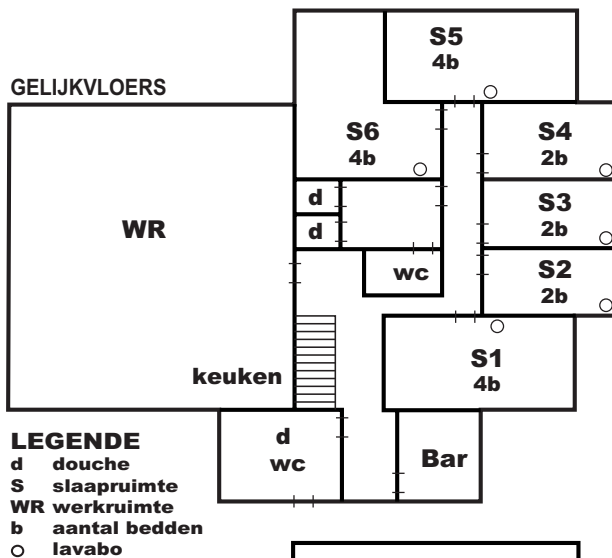 GELIJKVLOERS
S5
4b
S6
4b
S4
2b
d
S3
2b
WR
d
wc
S2
2b
S1
4b
keuken
d
wc
Bar
LEGENDE
d douche
S slaapruimte
WR werkruimte
b aantal bedden
lavabo